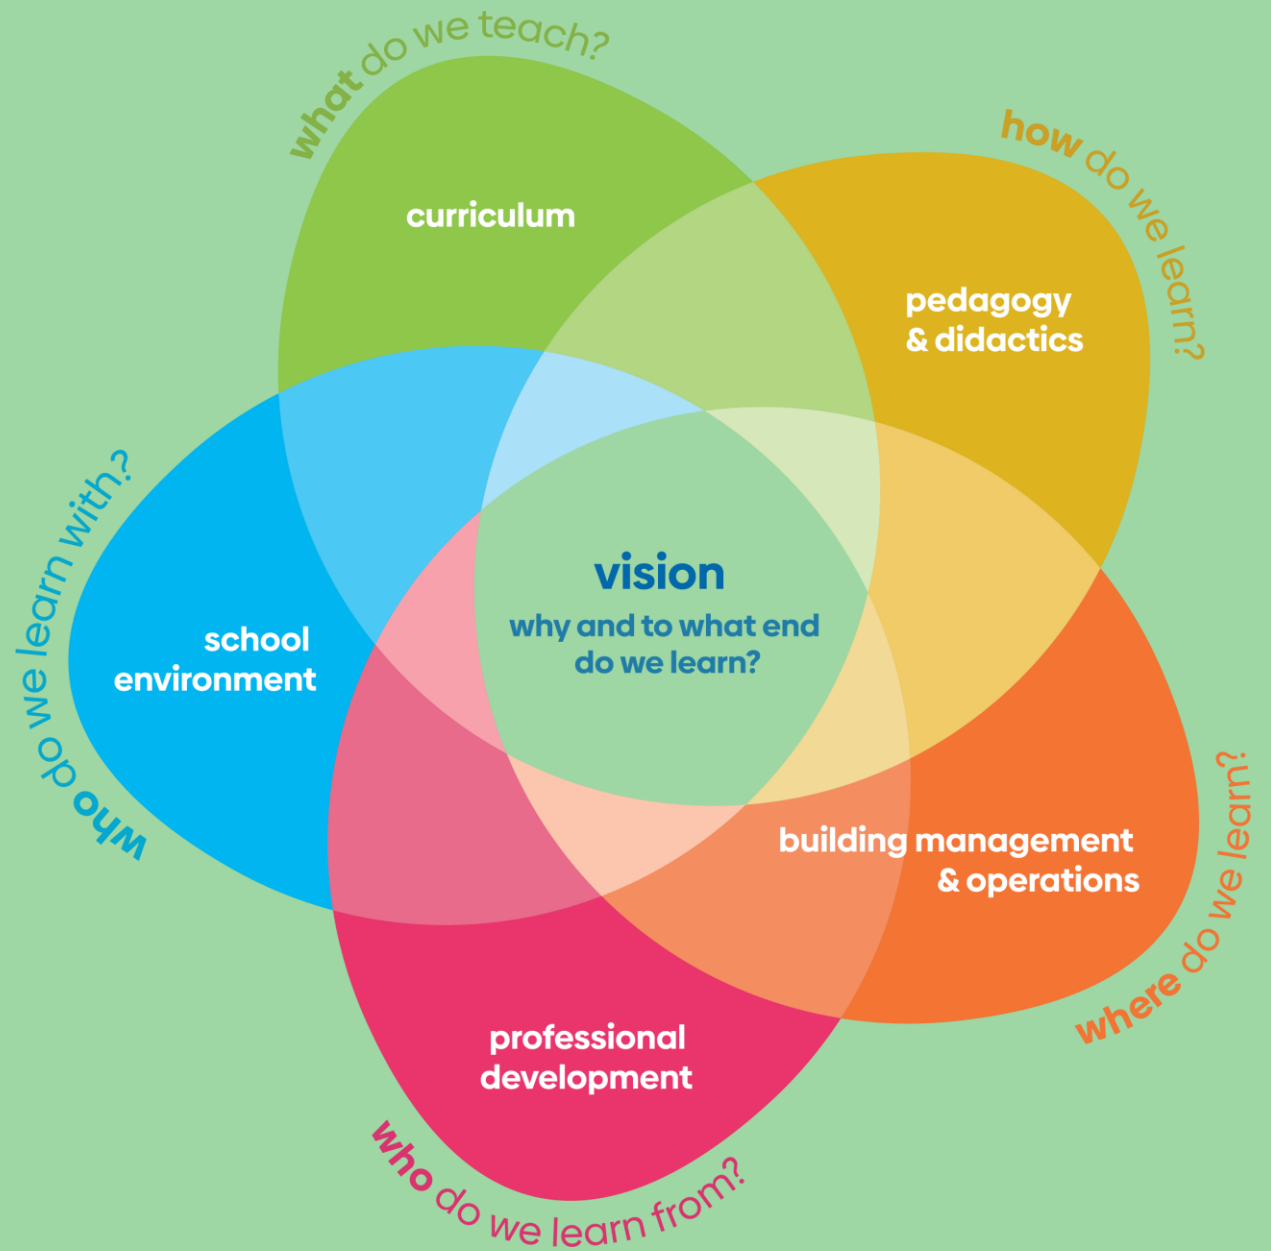 what do we teach?
curriculum
how do we learn?
pedagogy
& didactics
who do we learn with?
school
environment
vision
why and to what end
do we learn?
where do we learn?
building management
& operations
professional
development
who do we learn from?